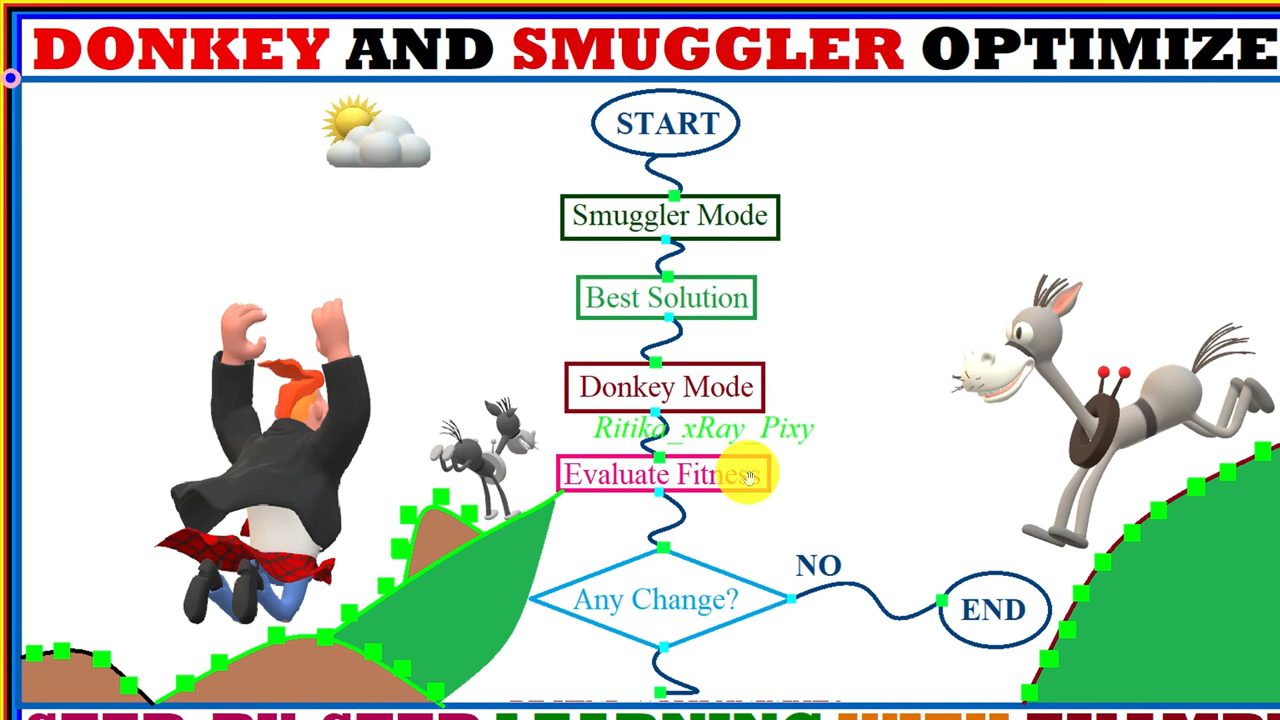 DONKEY AND SMUGGLER OPTIMIZE
START
Smuggler Mode
Best Solution
Donkey Mode
Ritika_xRay_Pixy
Evaluate Fitness
Any Change?
NO
END